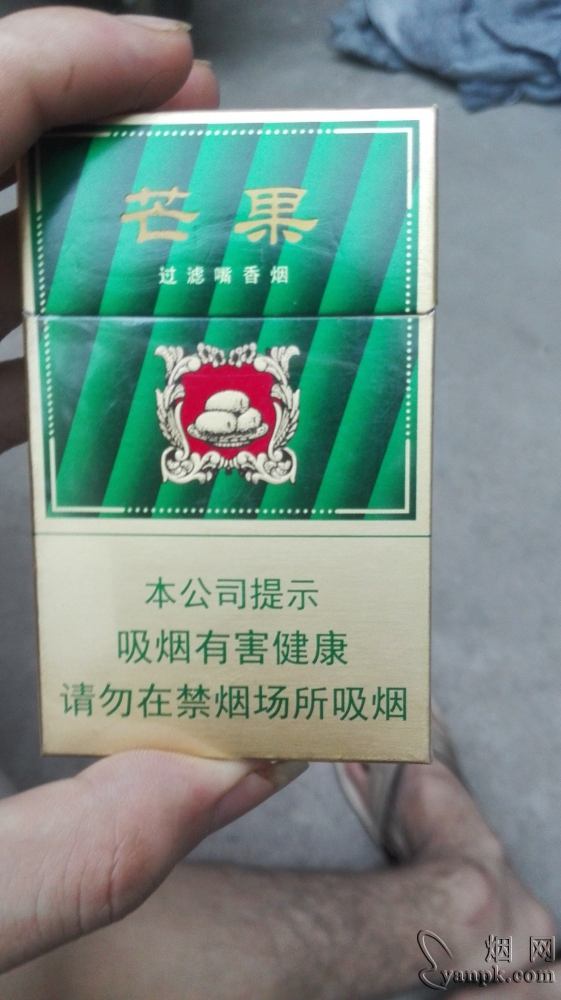 芒果
过滤嘴香烟
本公司提示
吸烟有害健康
请勿在禁烟场所吸烟
烟网
yanpk.com